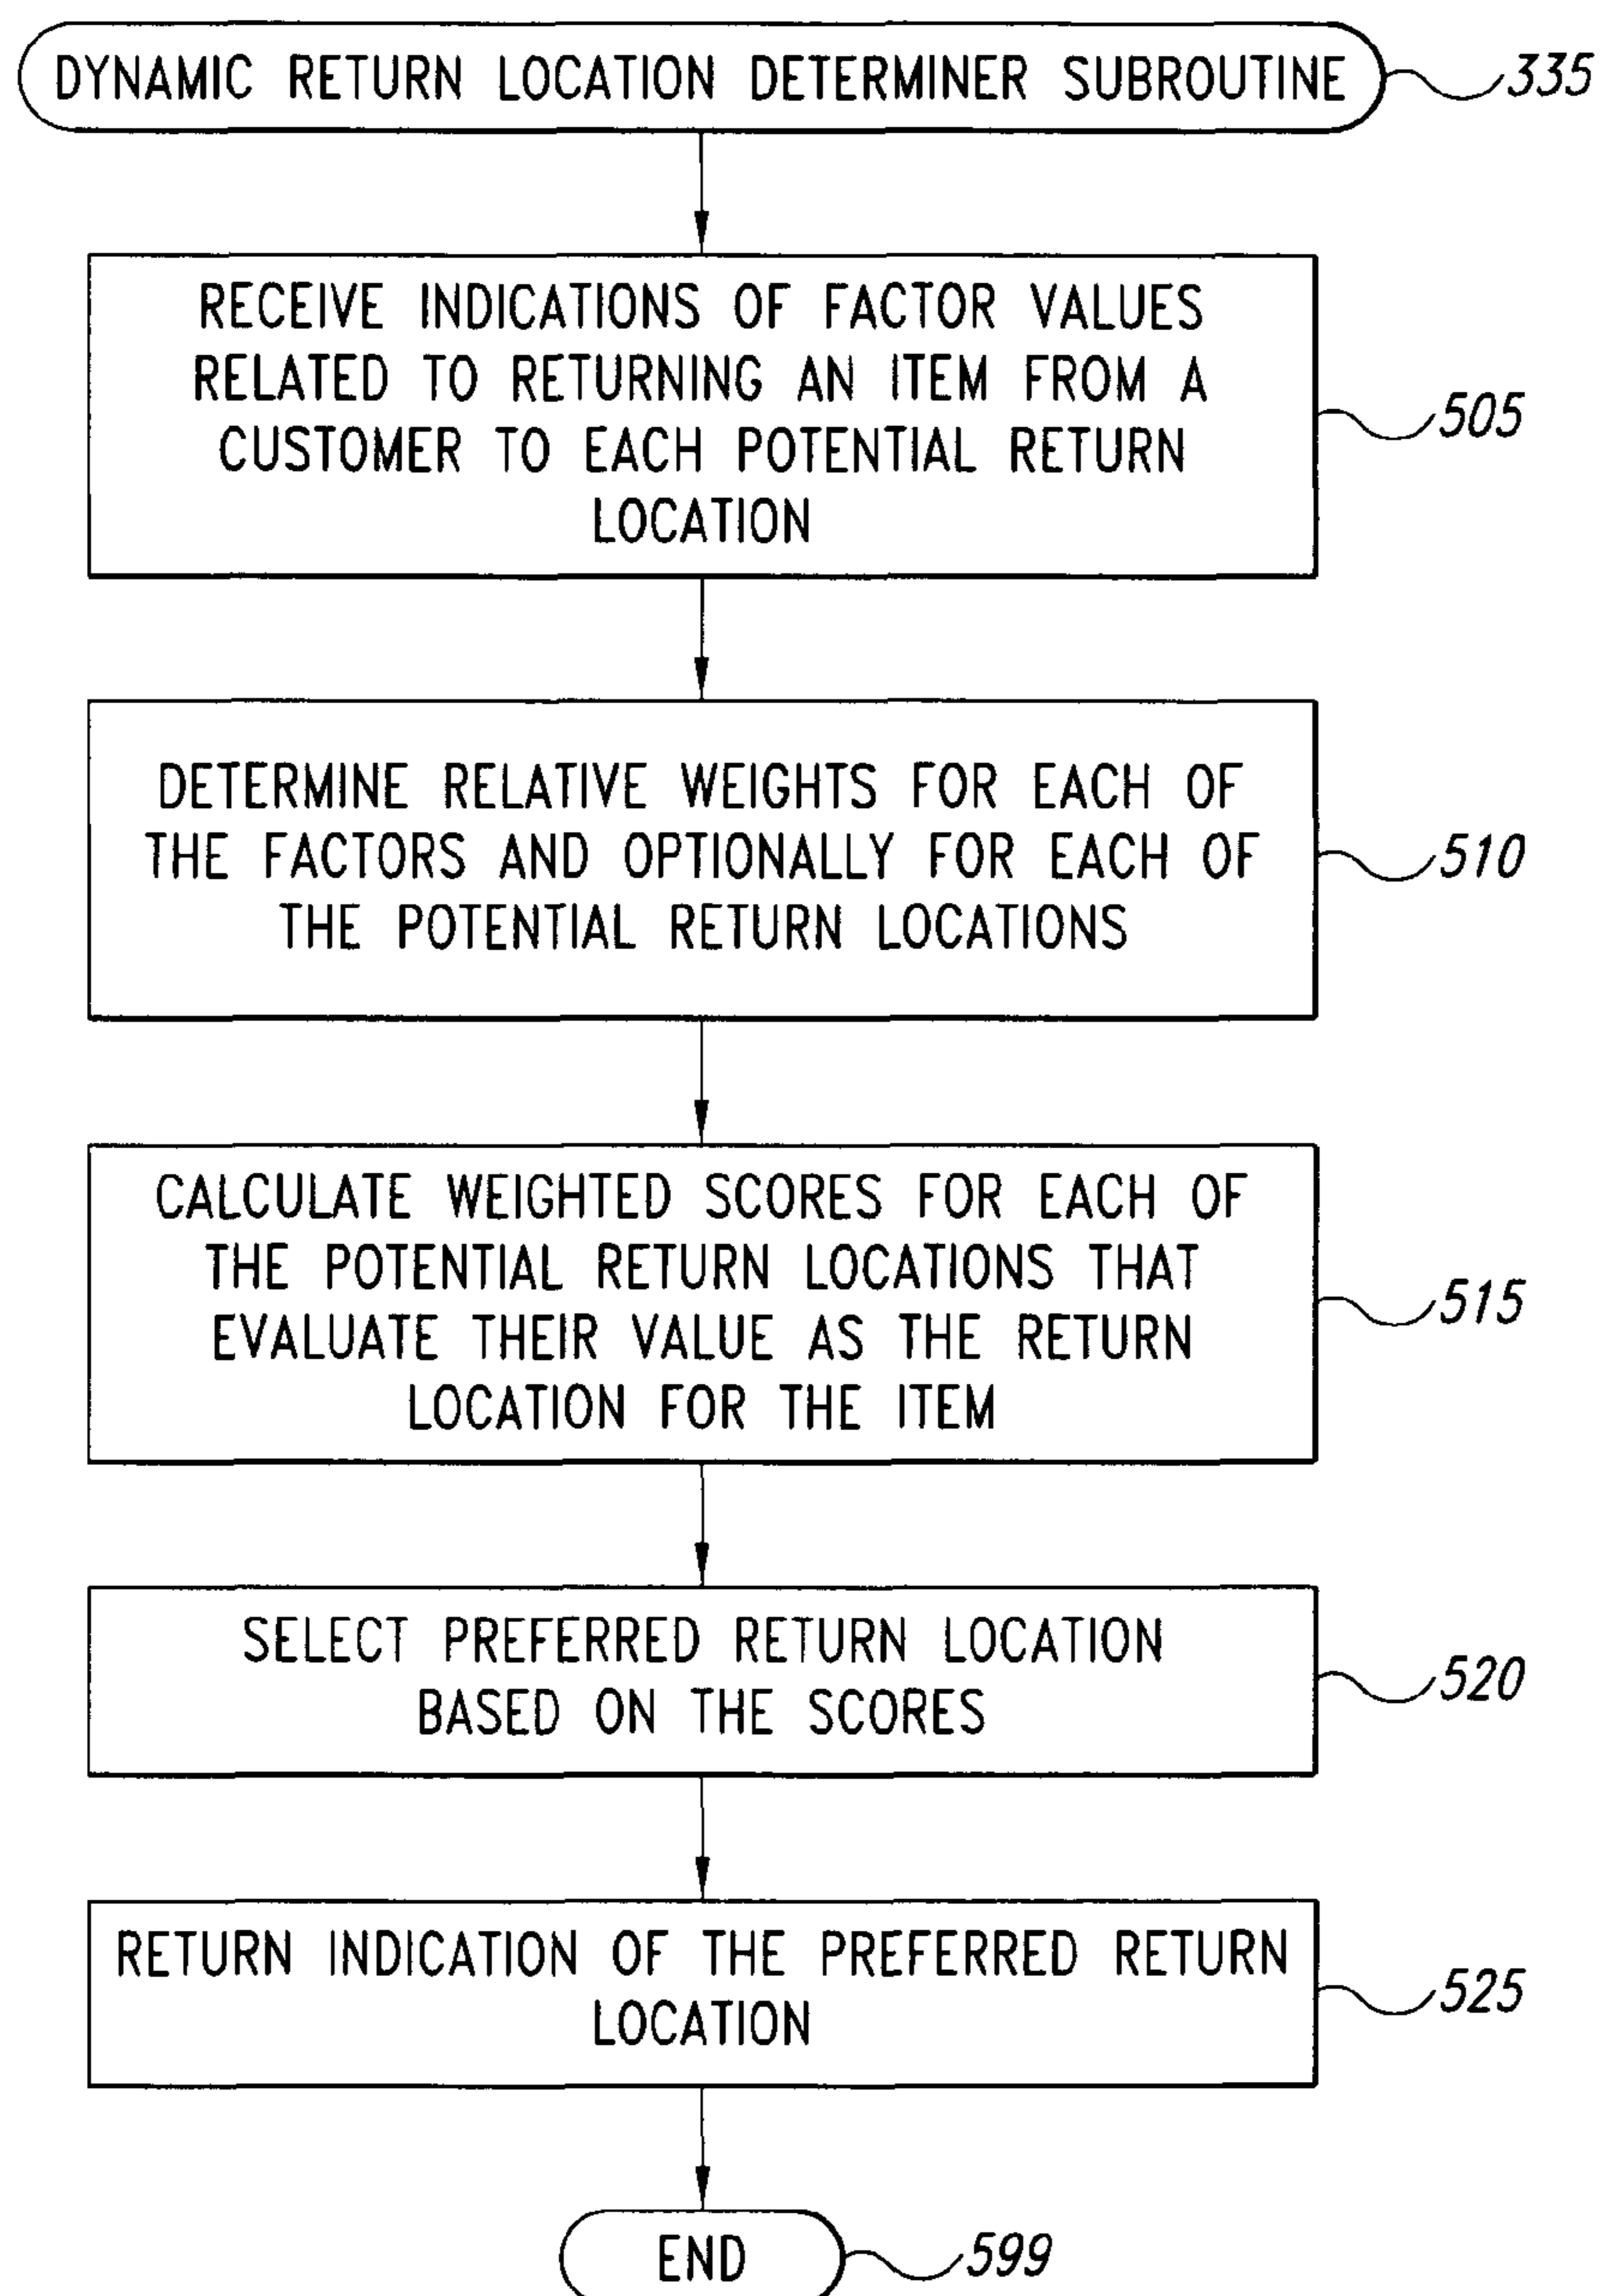 DYNAMIC RETURN LOCATION DETERMINER SUBROUTINE
335
RECEIVE INDICATIONS OF FACTOR VALUES
RELATED TO RETURNING AN ITEM FROM A
CUSTOMER TO EACH POTENTIAL RETURN
LOCATION
505
DETERMINE RELATIVE WEIGHTS FOR EACH OF
THE FACTORS AND OPTIONALLY FOR EACH OF
THE POTENTIAL RETURN LOCATIONS
510
CALCULATE WEIGHTED SCORES FOR EACH OF
THE POTENTIAL RETURN LOCATIONS THAT
EVALUATE THEIR VALUE AS THE RETURN
LOCATION FOR THE ITEM
515
SELECT PREFERRED RETURN LOCATION
BASED ON THE SCORES
520
RETURN INDICATION OF THE PREFERRED RETURN
LOCATION
525
END
599